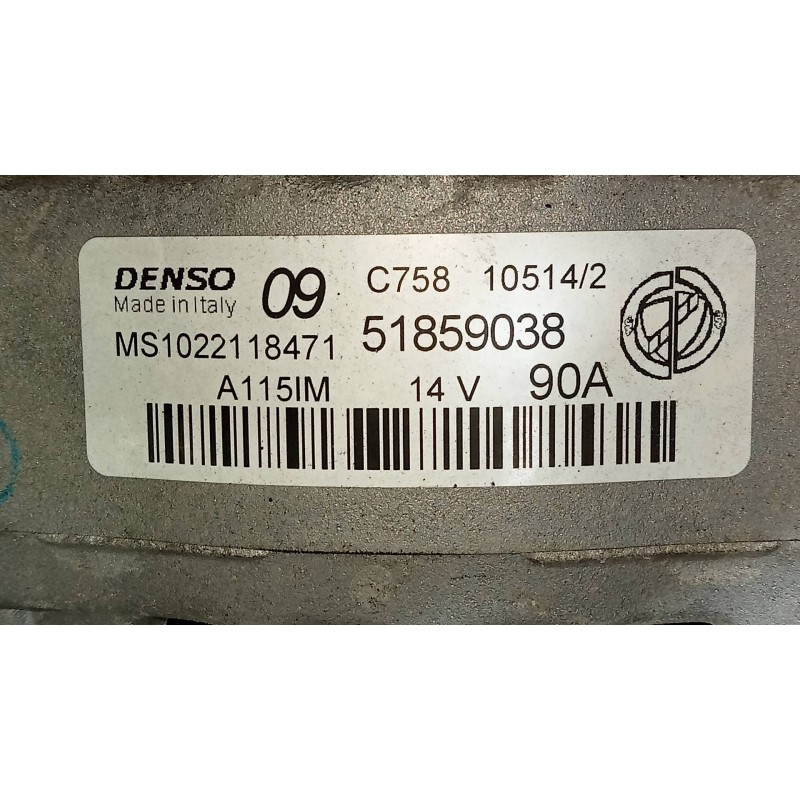 DENSO 09 C758 10514/2
Made in Italy
MS1022118471 51859038
A115IM 14 V 90A